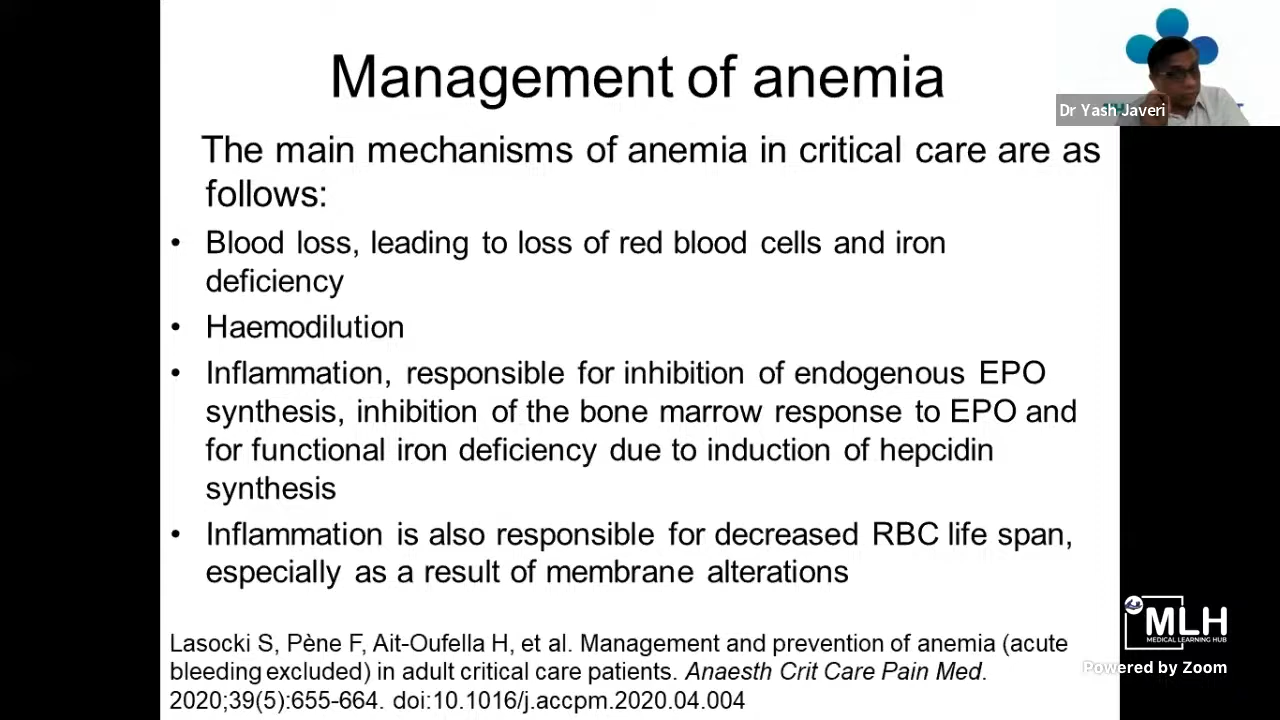 Management of anemia
Dr Yash Javeri
The main mechanisms of anemia in critical care are as
follows:
• Blood loss, leading to loss of red blood cells and iron
deficiency
• Haemodilution
• Inflammation, responsible for inhibition of endogenous EPO
synthesis, inhibition of the bone marrow response to EPO and
for functional iron deficiency due to induction of hepcidin
synthesis
• Inflammation is also responsible for decreased RBC life span,
especially as a result of membrane alterations
Lasocki S, Pène F, Ait-Oufella H, et al. Management and prevention of anemia (acute
bleeding excluded) in adult critical care patients. Anaesth Crit Care Pain Med.
2020;39(5):655-664. doi:10.1016/j.accpm.2020.04.004
MLH
MEDICAL LEARNING HUB
Powered by Zoom